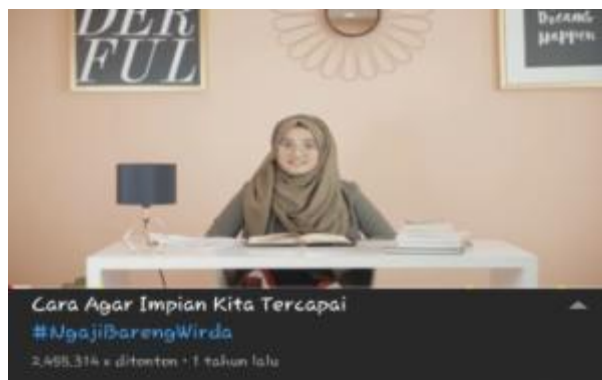 DER
FUL
Dreams
Happen
Cara Agar Impian Kita Tercapai
#NgajiBarengWirda
2,455,314 x ditonton • 1 tahun lalu